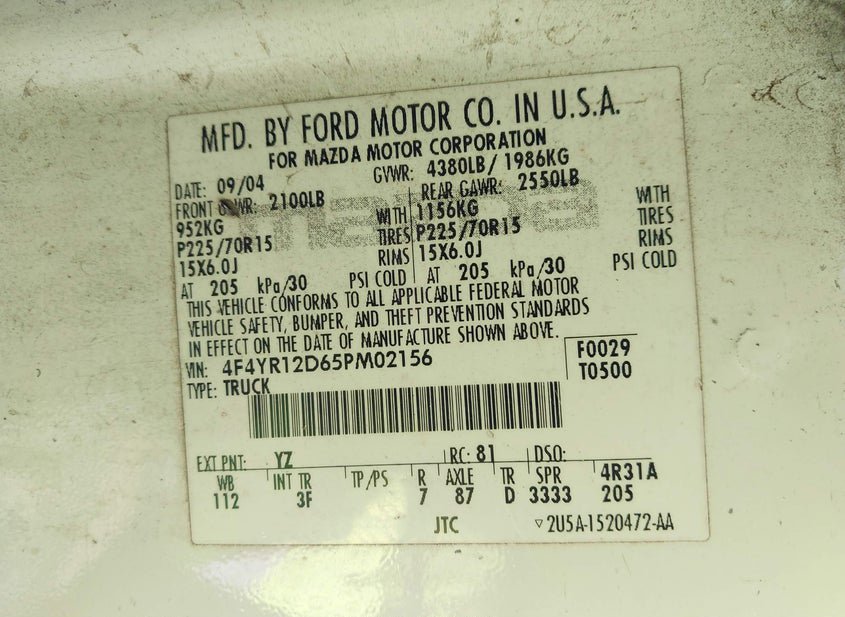 MFD. BY FORD MOTOR CO. IN U.S.A.
FOR MAZDA MOTOR CORPORATION
DATE: 09/04 GVWR: 4380LB/ 1986KG
FRONT GAWR: 2100LB REAR GAWR: 2550LB
952KG WITH 1156KG WITH
P225/70R15 TIRES P225/70R15 TIRES
15X6.0J RIMS 15X6.0J RIMS
AT 205 kPa/30 PSI COLD AT 205 kPa/30 PSI COLD
THIS VEHICLE CONFORMS TO ALL APPLICABLE FEDERAL MOTOR
VEHICLE SAFETY, BUMPER, AND THEFT PREVENTION STANDARDS
IN EFFECT ON THE DATE OF MANUFACTURE SHOWN ABOVE.
VIN: 4F4YR12D65PM02156 F0029
TYPE: TRUCK T0500
EXT PNT: YZ RC: 81 DSO:
WB INT TR TP/PS R AXLE TR SPR 4R31A
112 3F 7 87 D 3333 205
JTC ▽2U5A-1520472-AA
mazda